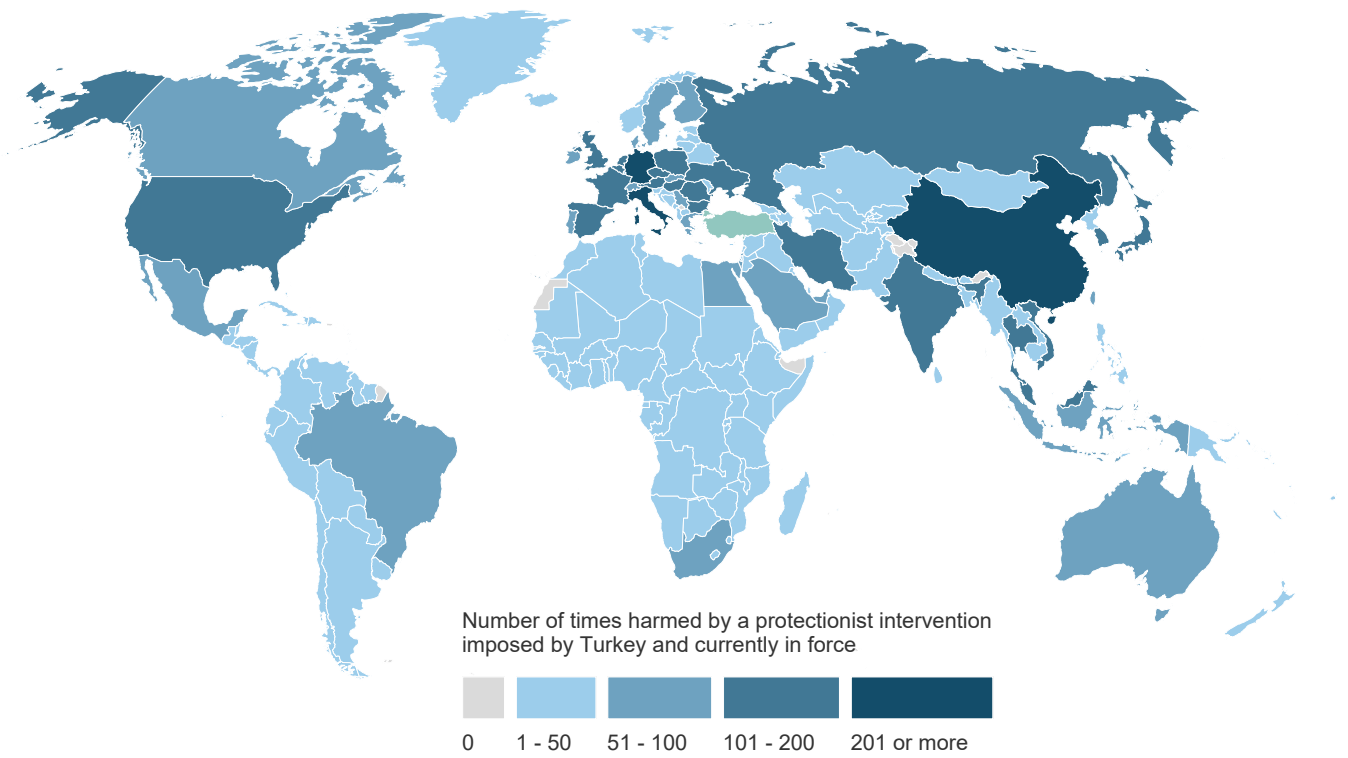 Number of times harmed by a protectionist intervention
imposed by Turkey and currently in force
0 1 - 50 51 - 100 101 - 200 201 or more